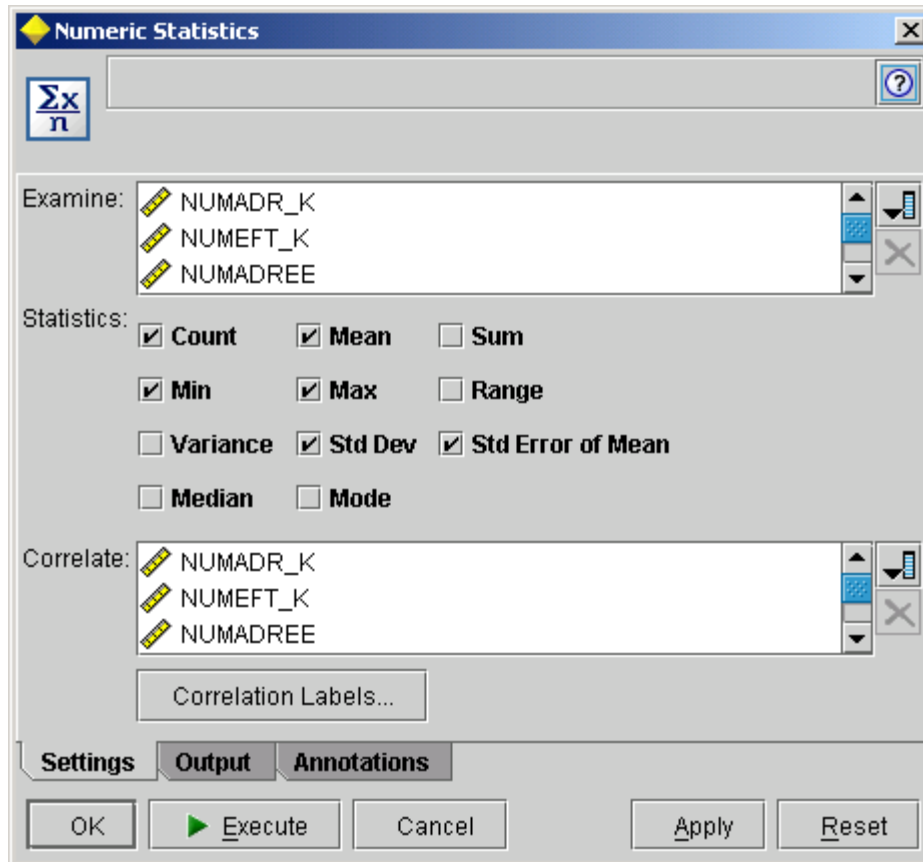 Numeric Statistics
Σx
n
?
Examine:
NUMADR_K
NUMEFT_K
NUMADREE
Statistics:
Count Mean Sum
Min Max Range
Variance Std Dev Std Error of Mean
Median Mode
Correlate:
NUMADR_K
NUMEFT_K
NUMADREE
Correlation Labels...
Settings Output Annotations
OK Execute Cancel Apply Reset